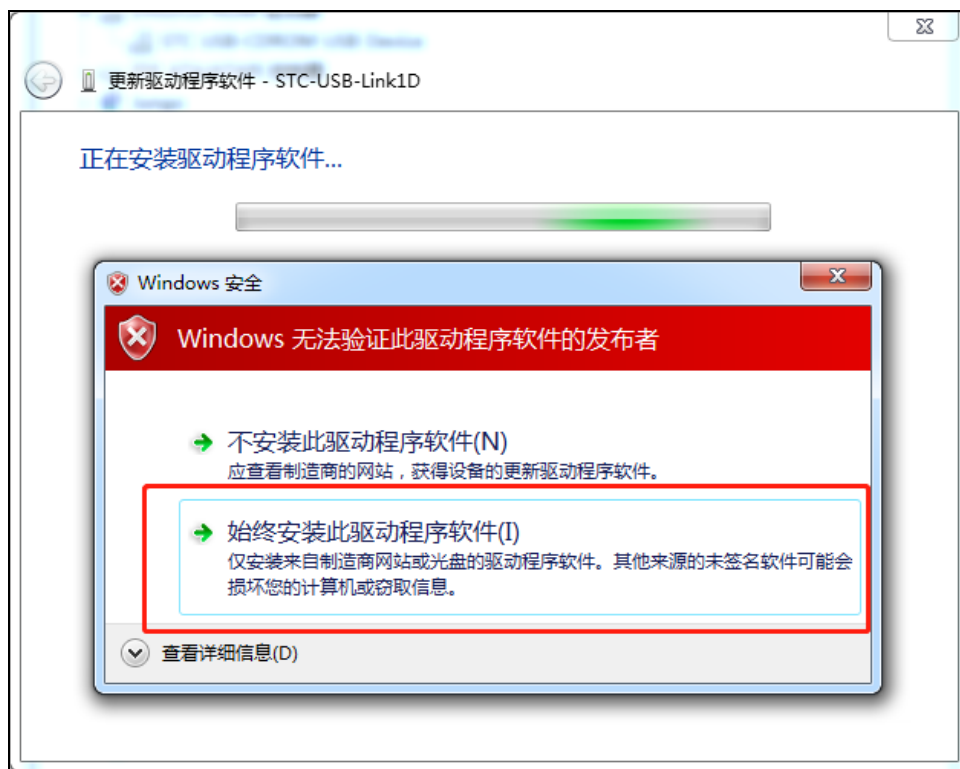 更新驱动程序软件 - STC-USB-Link1D
正在安装驱动程序软件...
Windows 安全
Windows 无法验证此驱动程序软件的发布者
不安装此驱动程序软件(N)
应查看制造商的网站，获得设备的更新驱动程序软件。
始终安装此驱动程序软件(I)
仅安装来自制造商网站或光盘的驱动程序软件。其他来源的未签名软件可能会
损坏您的计算机或窃取信息。
查看详细信息(D)